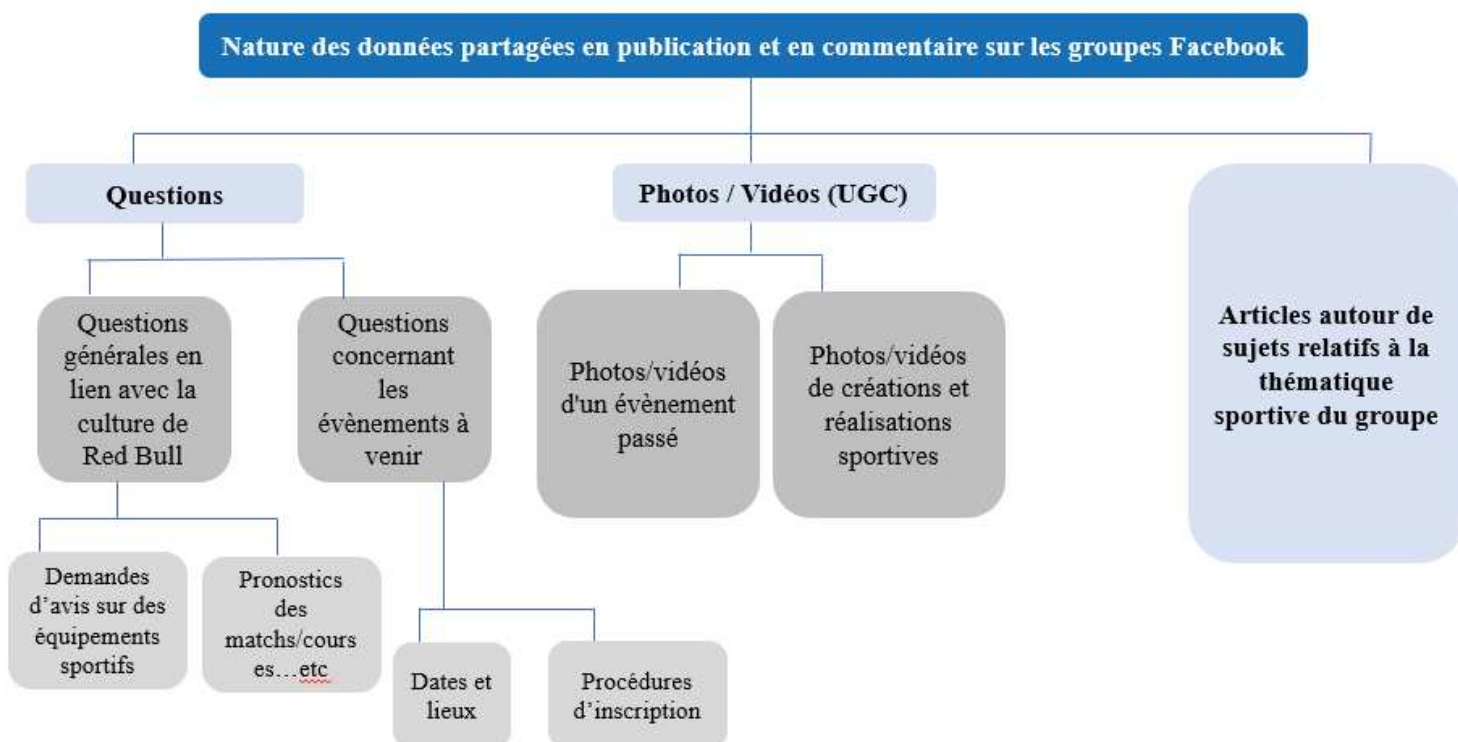 Nature des données partagées en publication et en commentaire sur les groupes Facebook
Questions
Photos / Vidéos (UGC)
Articles autour de
sujets relatifs à la
thématique
sportive du groupe
Questions
générales en
lien avec la
culture de
Red Bull
Questions
concernant
les
évènements à
venir
Photos/vidéos
d'un évènement
passé
Photos/vidéos
de créations et
réalisations
sportives
Demandes
d’avis sur des
équipements
sportifs
Pronostics
des
matchs/cours
es…etc
Dates et
lieux
Procédures
d’inscription